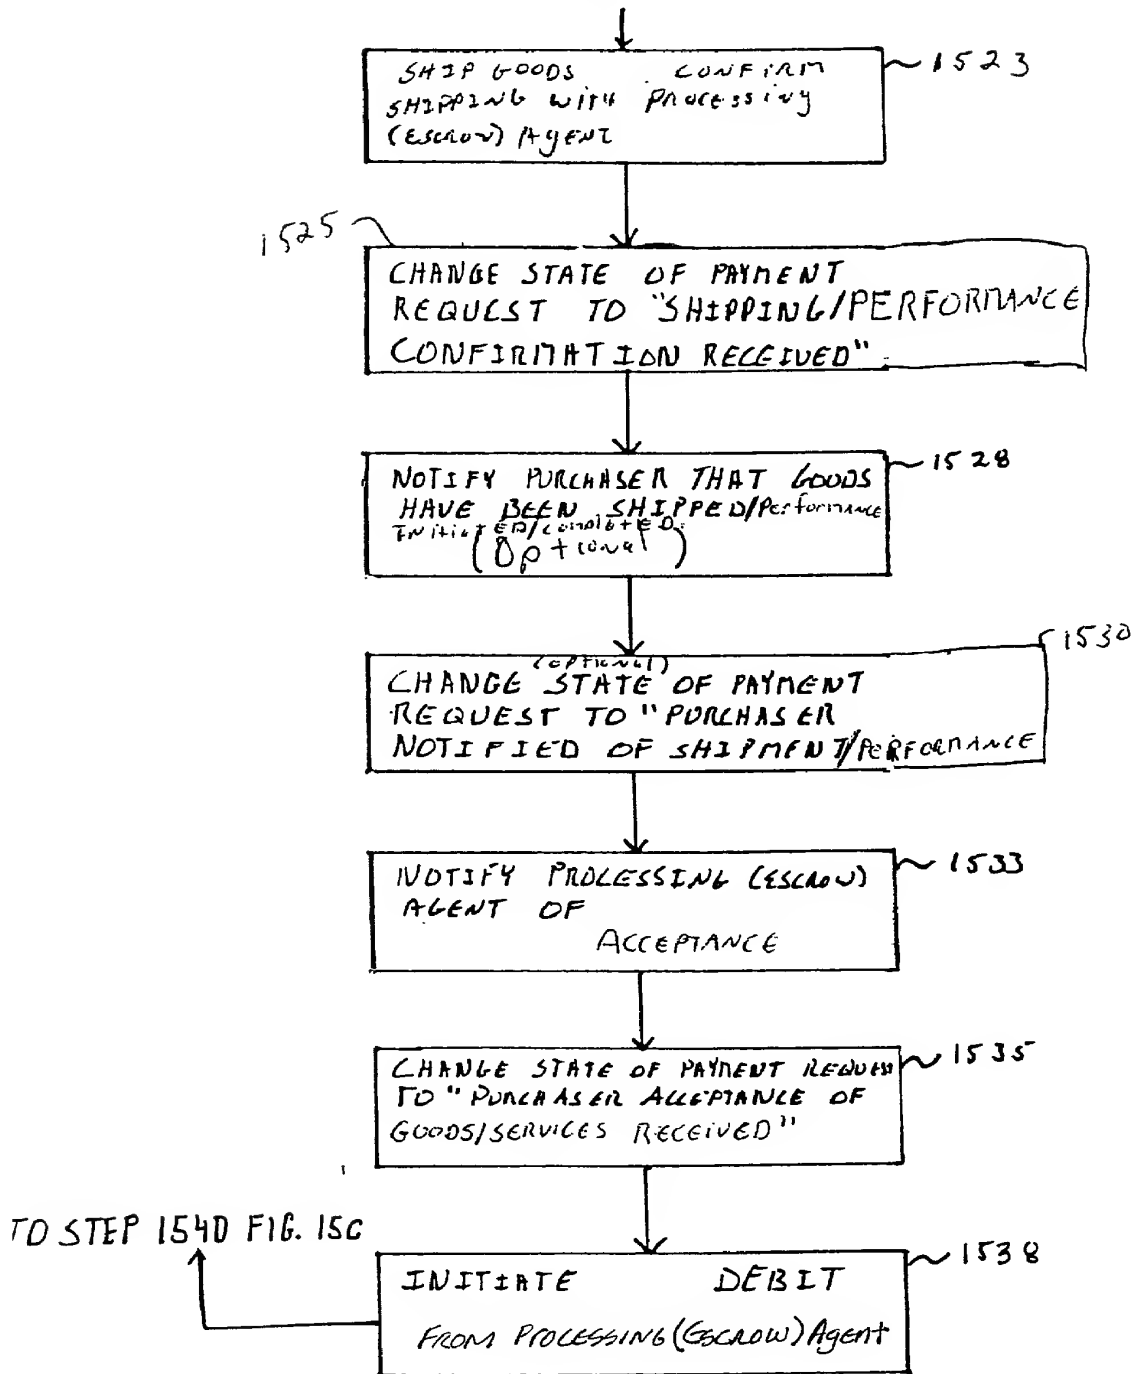 1523
SHIP GOODS . CONFIRM
SHIPPING WITH PROCESSING
(ESCROW) AGENT
1525
CHANGE STATE OF PAYMENT
REQUEST TO "SHIPPING/PERFORMANCE
CONFIRMATION RECEIVED"
1528
NOTIFY PURCHASER THAT GOODS
HAVE BEEN SHIPPED/Performance
INitiatED/completED.
(Optional)
1530
(OPTIONAL)
CHANGE STATE OF PAYMENT
REQUEST TO "PURCHASER
NOTIFIED OF SHIPMENT/PERFORMANCE
1533
NOTIFY PROCESSING (ESCROW)
AGENT OF
ACCEPTANCE
1535
CHANGE STATE OF PAYMENT REQUEST
TO "PURCHASER ACCEPTANCE OF
GOODS/SERVICES RECEIVED"
TO STEP 1540 FIG. 15C
1538
INITIATE DEBIT
FROM PROCESSING (ESCROW) Agent